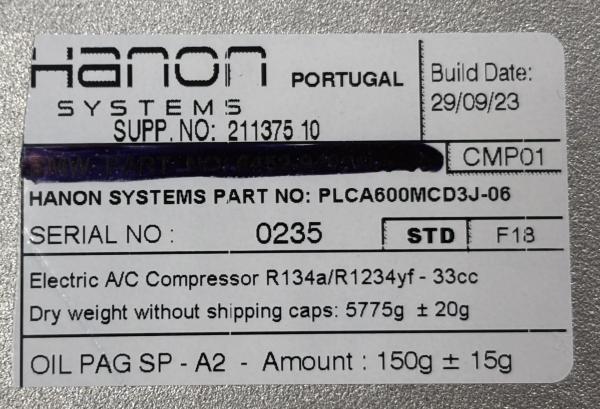 Hanon PORTUGAL
SYSTEMS
Build Date:
29/09/23
SUPP. NO: 211375 10
CMP01
HANON SYSTEMS PART NO: PLCA600MCD3J-06
SERIAL NO : 0235 STD F18
Electric A/C Compressor R134a/R1234yf - 33cc
Dry weight without shipping caps: 5775g ± 20g
OIL PAG SP - A2 - Amount : 150g ± 15g